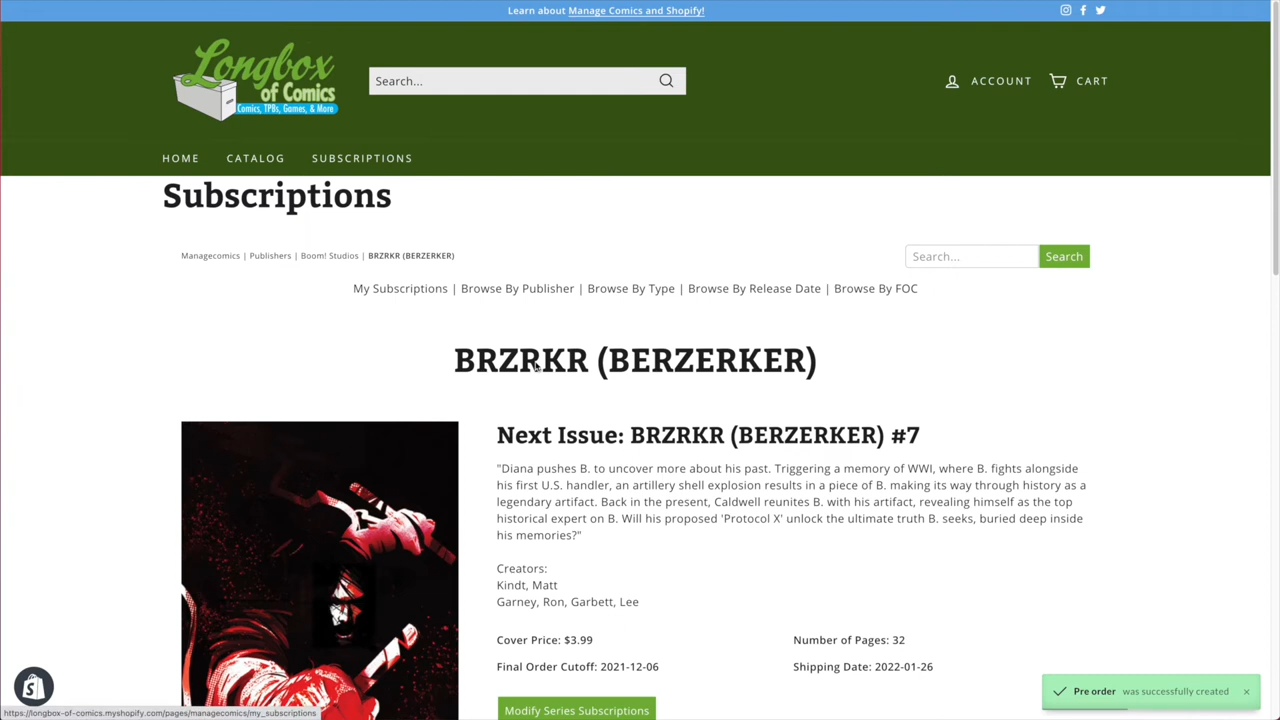 Learn about Manage Comics and Shopify!
Longbox
of Comics
Comics, TPBs, Games, & More
Search...
ACCOUNT
CART
HOME
CATALOG
SUBSCRIPTIONS
Subscriptions
Managecomics | Publishers | Boom! Studios | BRZRKR (BERZERKER)
Search...
Search
My Subscriptions | Browse By Publisher | Browse By Type | Browse By Release Date | Browse By FOC
BRZRKR (BERZERKER)
Next Issue: BRZRKR (BERZERKER) #7
"Diana pushes B. to uncover more about his past. Triggering a memory of WWI, where B. fights alongside
his first U.S. handler, an artillery shell explosion results in a piece of B. making its way through history as a
legendary artifact. Back in the present, Caldwell reunites B. with his artifact, revealing himself as the top
historical expert on B. Will his proposed 'Protocol X' unlock the ultimate truth B. seeks, buried deep inside
his memories?"
Creators:
Kindt, Matt
Garney, Ron, Garbett, Lee
Cover Price: $3.99
Number of Pages: 32
Final Order Cutoff: 2021-12-06
Shipping Date: 2022-01-26
Pre order was successfully created ×
Modify Series Subscriptions
https://longbox-of-comics.myshopify.com/pages/managecomics/my_subscriptions